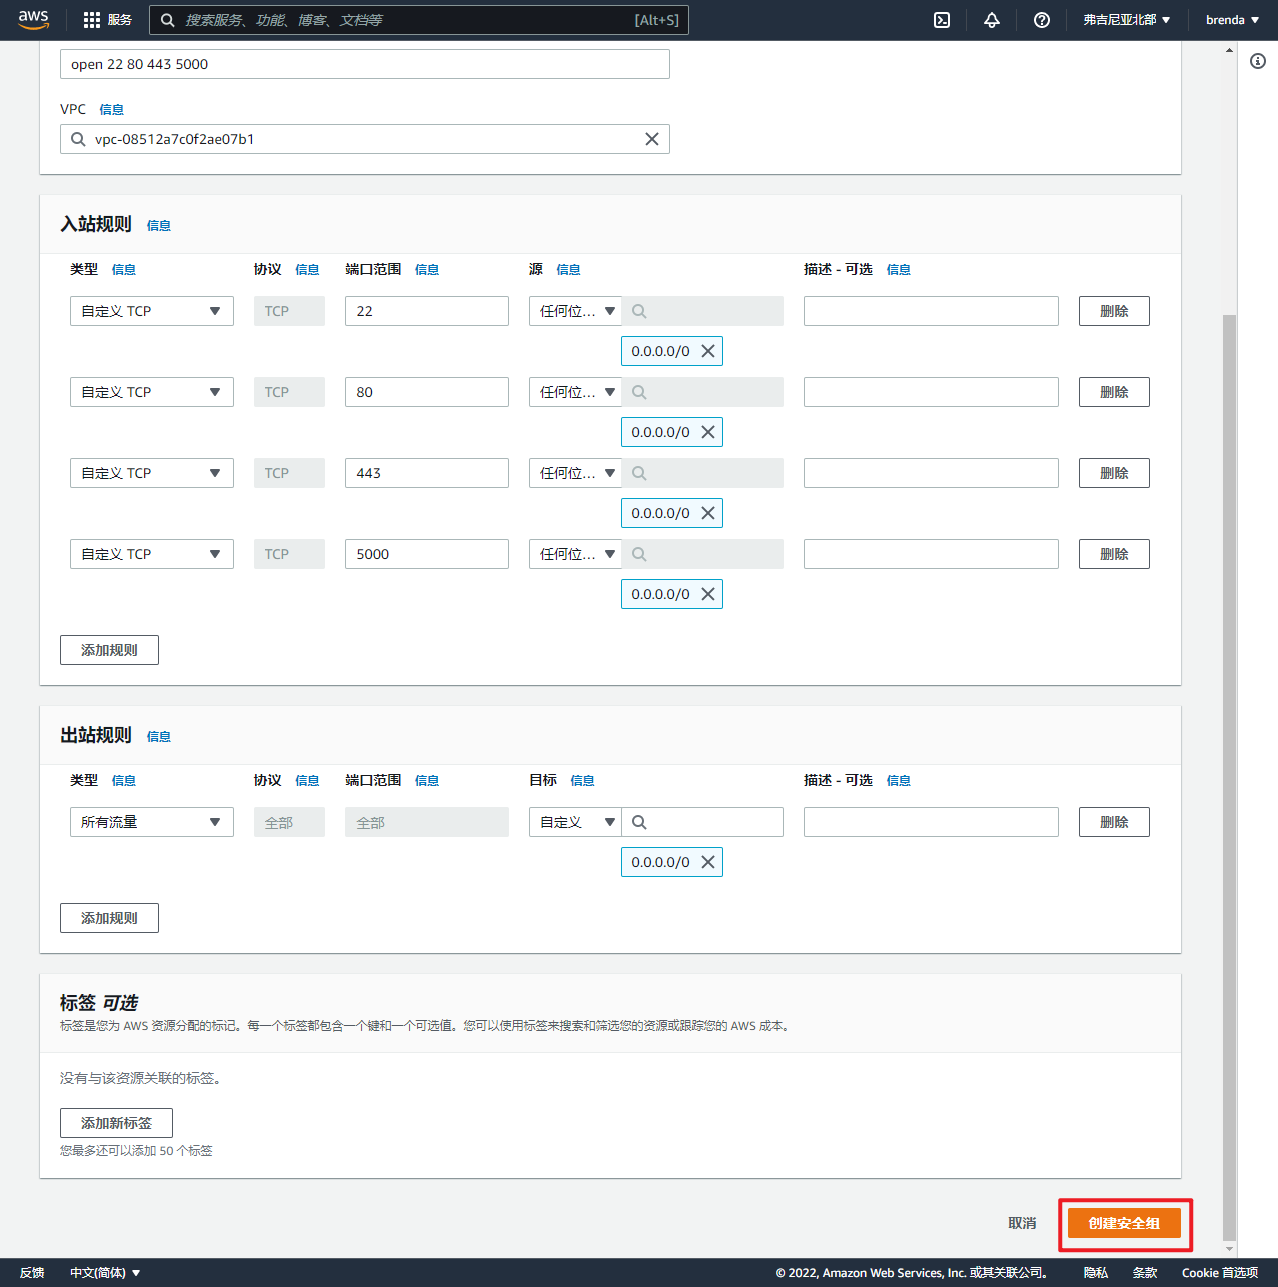 aws 服务 搜索服务、功能、博客、文档等 [Alt+S] 弗吉尼亚北部 brenda
open 22 80 443 5000
VPC 信息
vpc-08512a7c0f2ae07b1
入站规则 信息
类型 信息 协议 信息 端口范围 信息 源 信息 描述 - 可选 信息
自定义 TCP TCP 22 任何位... 删除
0.0.0.0/0
自定义 TCP TCP 80 任何位... 删除
0.0.0.0/0
自定义 TCP TCP 443 任何位... 删除
0.0.0.0/0
自定义 TCP TCP 5000 任何位... 删除
0.0.0.0/0
添加规则
出站规则 信息
类型 信息 协议 信息 端口范围 信息 目标 信息 描述 - 可选 信息
所有流量 全部 全部 自定义 删除
0.0.0.0/0
添加规则
标签 可选
标签是您为 AWS 资源分配的标记。每一个标签都包含一个键和一个可选值。您可以使用标签来搜索和筛选您的资源或跟踪您的 AWS 成本。
没有与该资源关联的标签。
添加新标签
您最多还可以添加 50 个标签
取消 创建安全组
反馈 中文(简体) © 2022, Amazon Web Services, Inc. 或其关联公司。 隐私 条款 Cookie 首选项